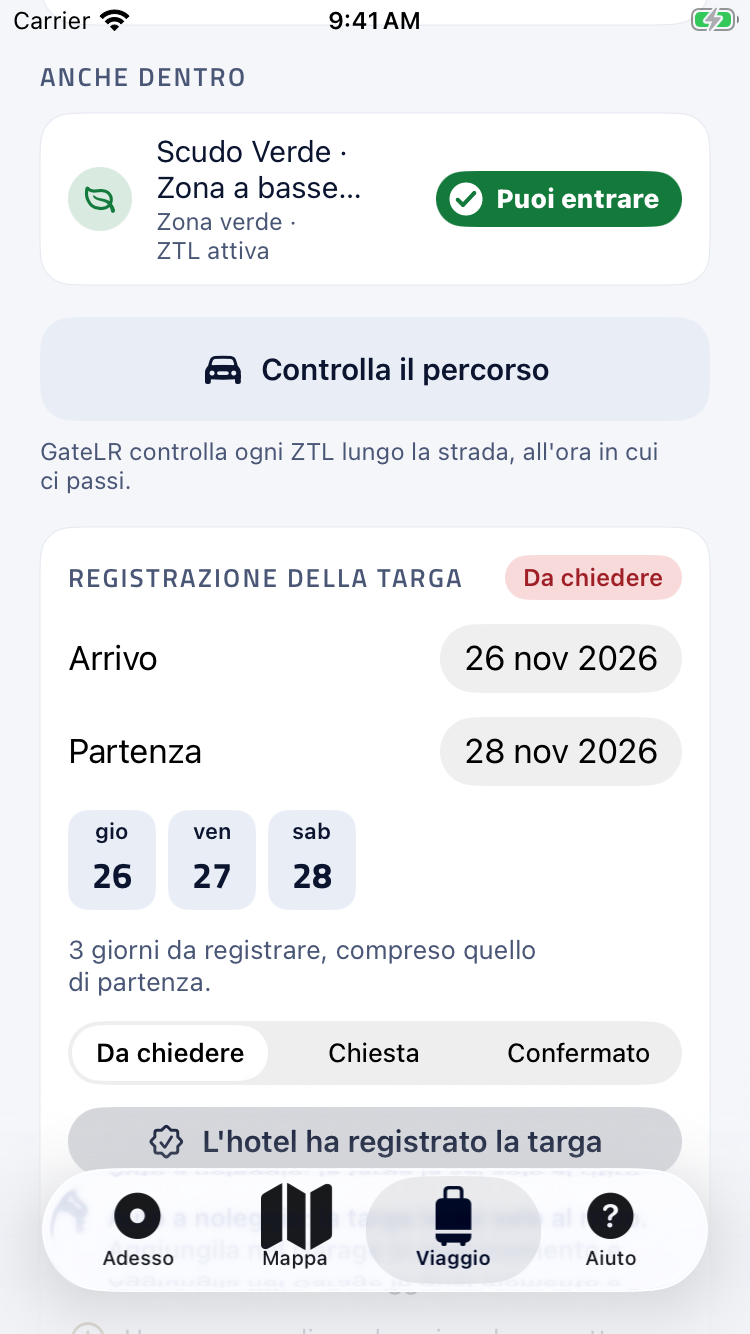 Carrier 9:41 AM
ANCHE DENTRO
Scudo Verde ·
Zona a basse...
Zona verde ·
ZTL attiva
Puoi entrare
Controlla il percorso
GateLR controlla ogni ZTL lungo la strada, all'ora in cui
ci passi.
REGISTRAZIONE DELLA TARGA
Da chiedere
Arrivo
26 nov 2026
Partenza
28 nov 2026
gio ven sab
26 27 28
3 giorni da registrare, compreso quello
di partenza.
Da chiedere Chiesta Confermato
L'hotel ha registrato la targa
Adesso Mappa Viaggio Aiuto